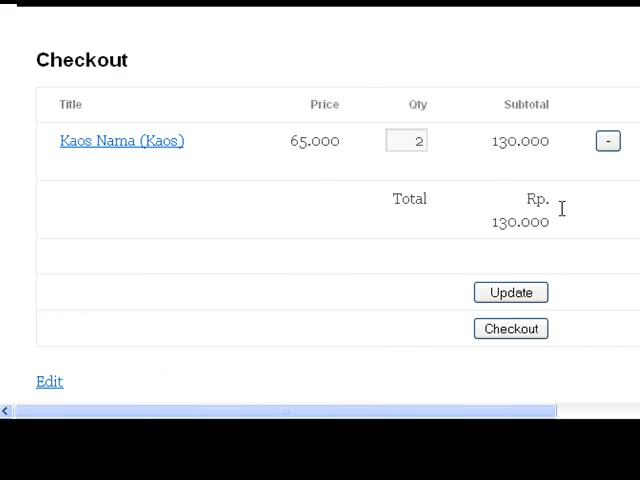 Checkout
Title Price Qty Subtotal
Kaos Nama (Kaos) 65.000 2 130.000 -
Total Rp.
130.000
Update
Checkout
Edit